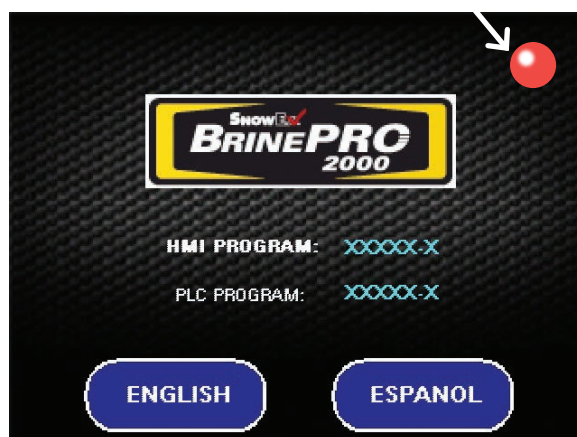 SNOWEX
BRINEPRO
2000
HMI PROGRAM: XXXXX-X
PLC PROGRAM: XXXXX-X
ENGLISH ESPANOL